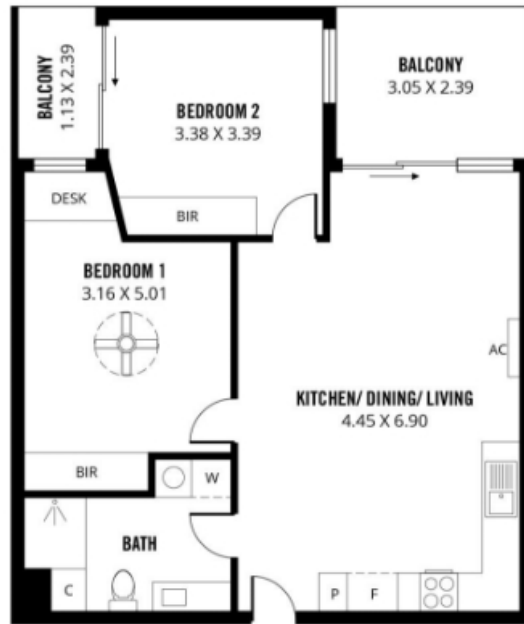 BALCONY
1.13 X 2.39
BEDROOM 2
3.38 X 3.39
BALCONY
3.05 X 2.39
DESK
BIR
BEDROOM 1
3.16 X 5.01
AC
KITCHEN/ DINING/ LIVING
4.45 X 6.90
BIR
W
BATH
C
P
F